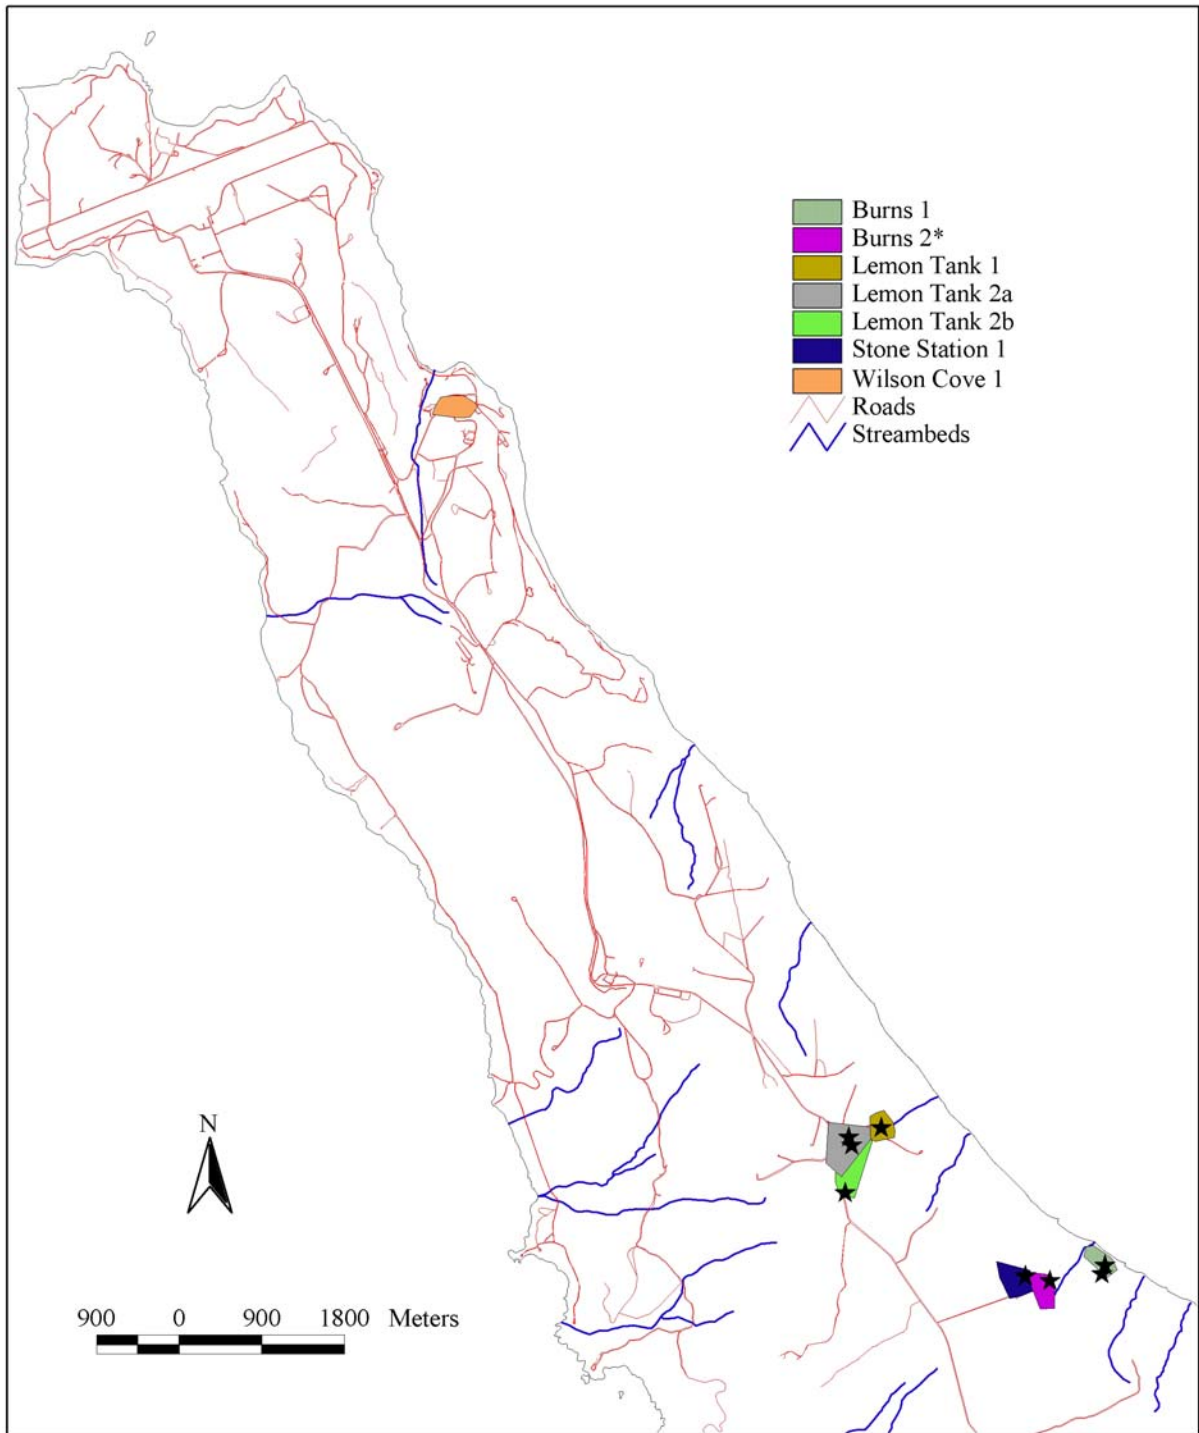 Burns 1
Burns 2*
Lemon Tank 1
Lemon Tank 2a
Lemon Tank 2b
Stone Station 1
Wilson Cove 1
Roads
Streambeds
N
900 0 900 1800 Meters